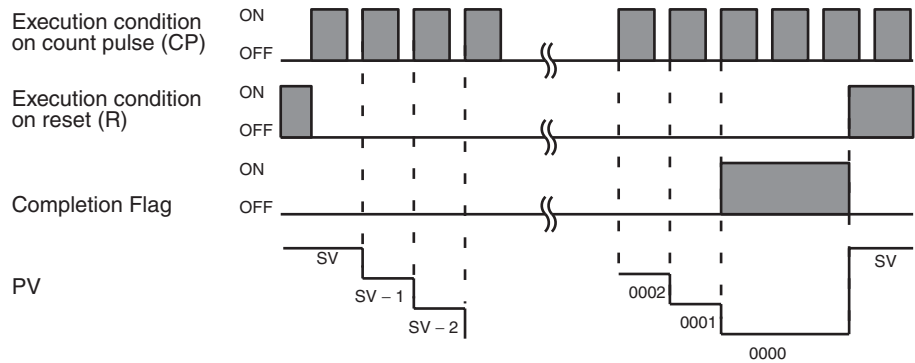 Execution condition
on count pulse (CP)
ON
OFF
Execution condition
on reset (R)
ON
OFF
Completion Flag
ON
OFF
PV
SV
SV – 1
SV – 2
0002
0001
0000
SV